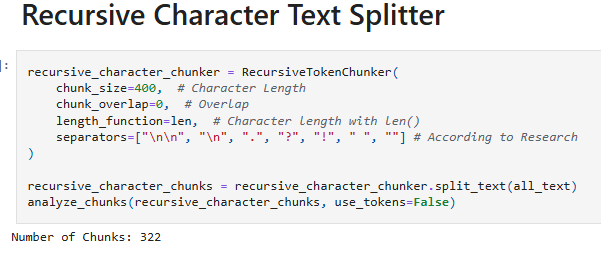 Recursive Character Text Splitter
]:
recursive_character_chunker = RecursiveTokenChunker(
    chunk_size=400,  # Character Length
    chunk_overlap=0,  # Overlap
    length_function=len,  # Character length with len()
    separators=["\n\n", "\n", ".", "?", "!", " ", ""] # According to Research
)
recursive_character_chunks = recursive_character_chunker.split_text(all_text)
analyze_chunks(recursive_character_chunks, use_tokens=False)
Number of Chunks: 322